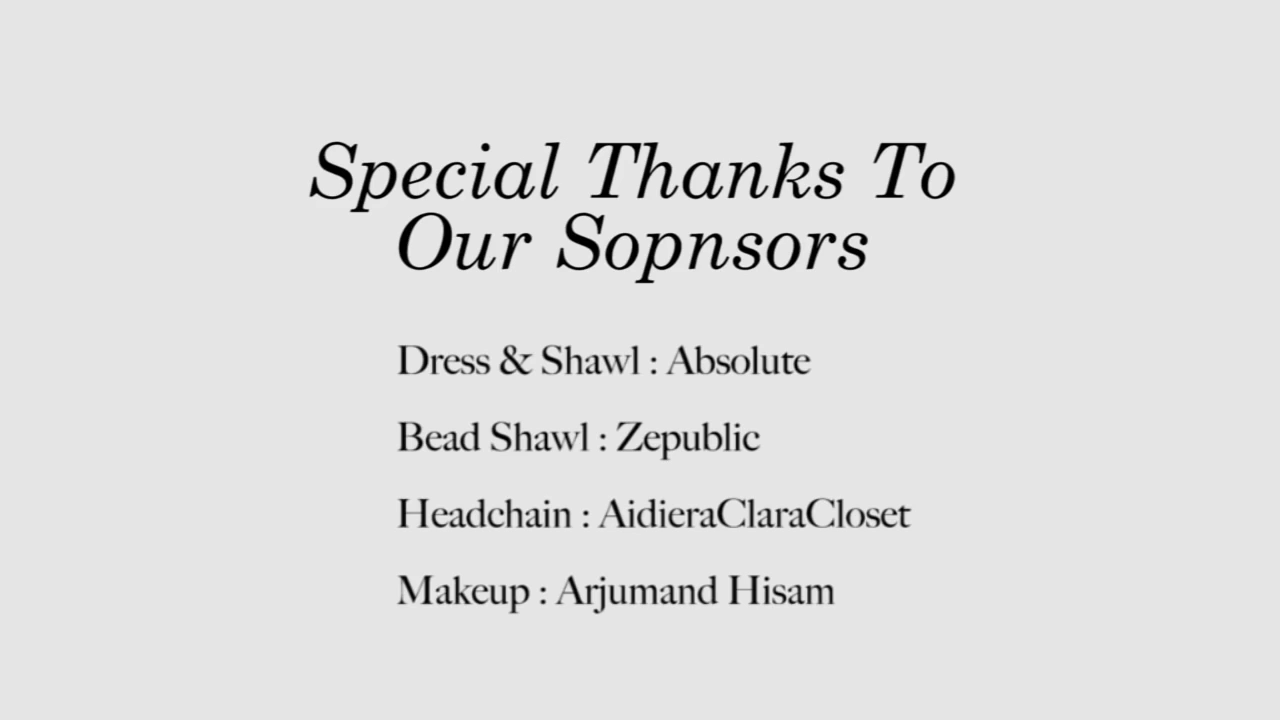 Special Thanks To
Our Sopnsors
Dress & Shawl : Absolute
Bead Shawl : Zepublic
Headchain : AidieraClaraCloset
Makeup : Arjumand Hisam